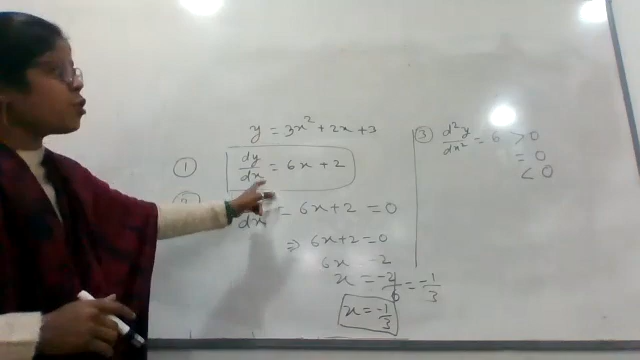 y = 3x² + 2x + 3
① dy/dx = 6x + 2
② dx = 6x + 2 = 0
⇒ 6x + 2 = 0
6x 2
x = -2/6 = -1/3
x = -1/3
③ d²y/dx² = 6 > 0
= 0
< 0